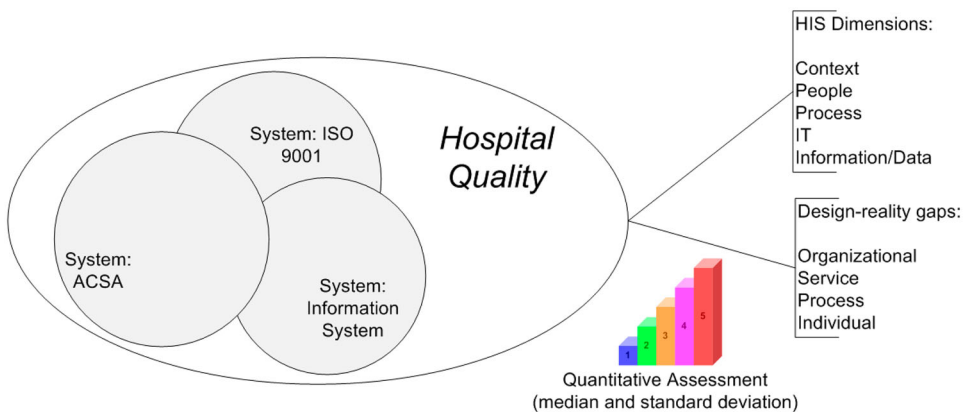 System: ISO
9001
Hospital
Quality
System:
ACSA
System:
Information
System
HIS Dimensions:
Context
People
Process
IT
Information/Data
Design-reality gaps:
Organizational
Service
Process
Individual
1
2
3
4
5
Quantitative Assessment
(median and standard deviation)